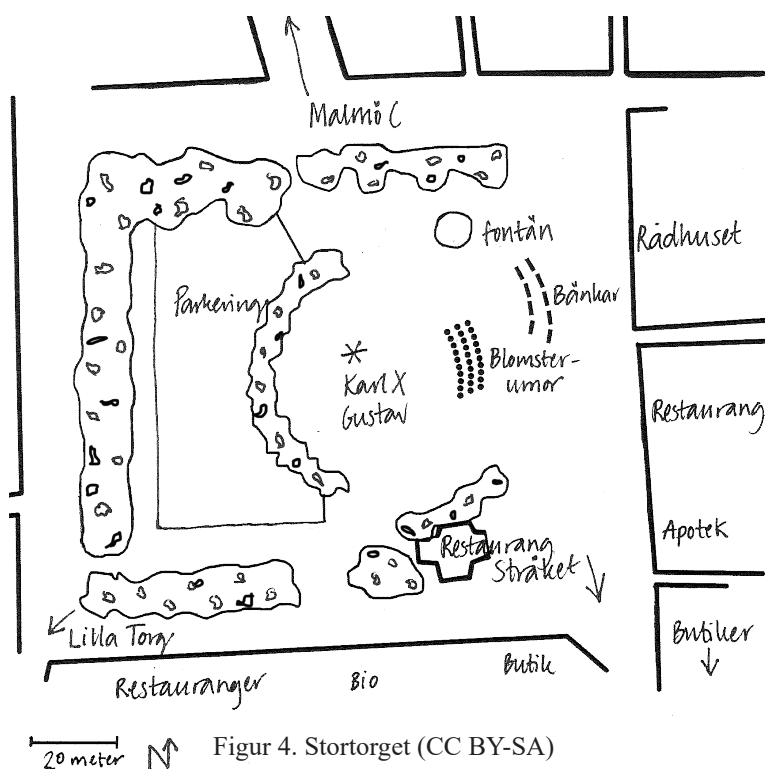 Malmö C
fontän
Rådhuset
Parkering
Bänkar
Karl X
Gustav
Blomster-
urnor
Restaurang
Apotek
Restaurang
Stråket
Butiker
Lilla Torg
Restauranger
Bio
Butik
20 meter
N
Figur 4. Stortorget (CC BY-SA)